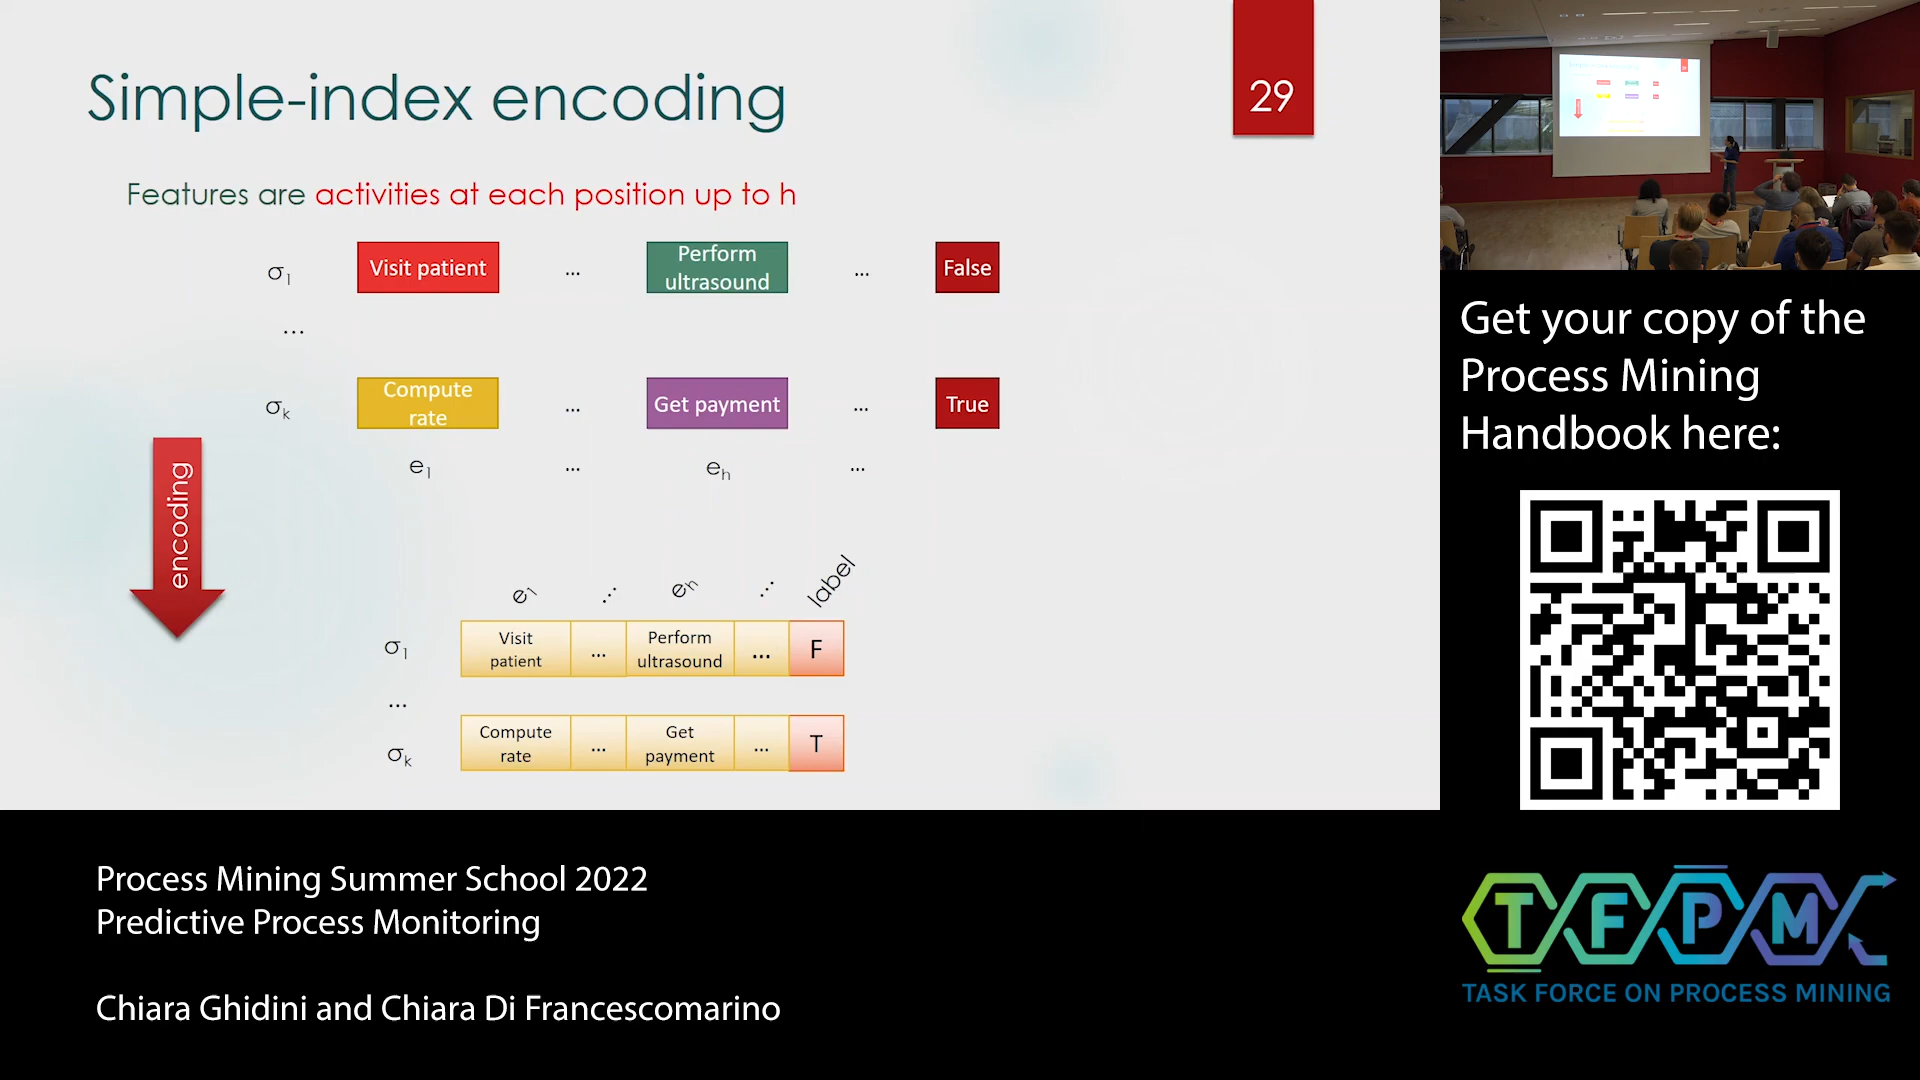 Simple-index encoding
29
Features are activities at each position up to h
σ1 Visit patient ... Perform ultrasound ... False
...
σk Compute rate ... Get payment ... True
e1 ... eh ...
encoding
e1 ... eh ... label
σ1 Visit patient ... Perform ultrasound ... F
...
σk Compute rate ... Get payment ... T
Get your copy of the
Process Mining
Handbook here:
Process Mining Summer School 2022
Predictive Process Monitoring
Chiara Ghidini and Chiara Di Francescomarino
TFPM
TASK FORCE ON PROCESS MINING